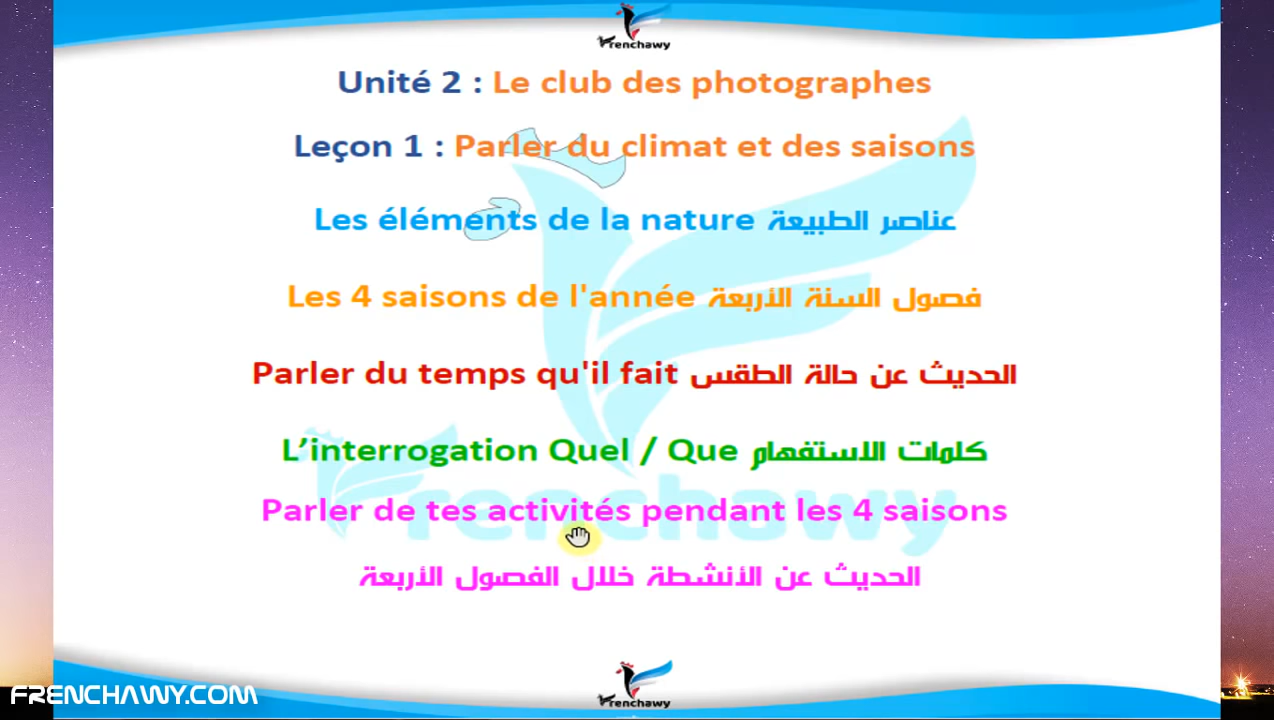 Frenchawy
Unité 2 : Le club des photographes
Leçon 1 : Parler du climat et des saisons
Les éléments de la nature عناصر الطبيعة
Les 4 saisons de l'année فصول السنة الأربعة
Parler du temps qu'il fait الحديث عن حالة الطقس
L’interrogation Quel / Que كلمات الاستفهام
Frenchawy
Parler de tes activités pendant les 4 saisons
الحديث عن الأنشطة خلال الفصول الأربعة
Frenchawy
FRENCHAWY.COM